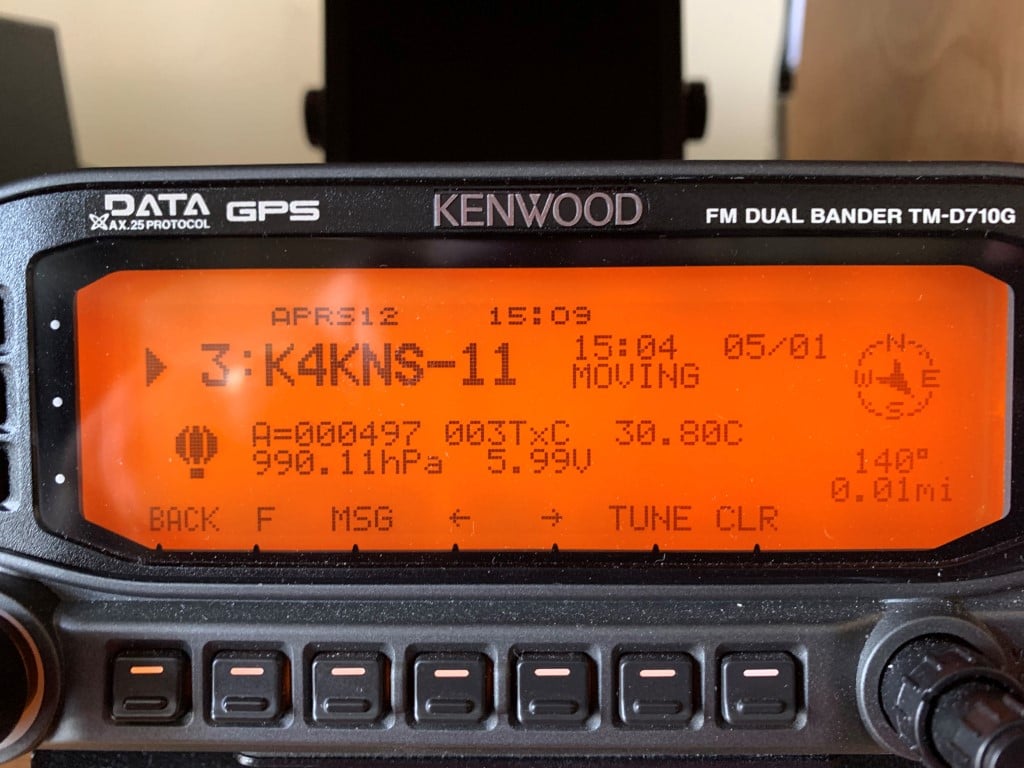 DATA GPS KENWOOD FM DUAL BANDER TM-D710G
AX.25 PROTOCOL
APRS12 15:09
3:K4KNS-11 15:04 05/01
MOVING
N
W E
S
A=000497 003TxC 30.80C
990.11hPa 5.99V
140°
0.01mi
BACK F MSG ← → TUNE CLR